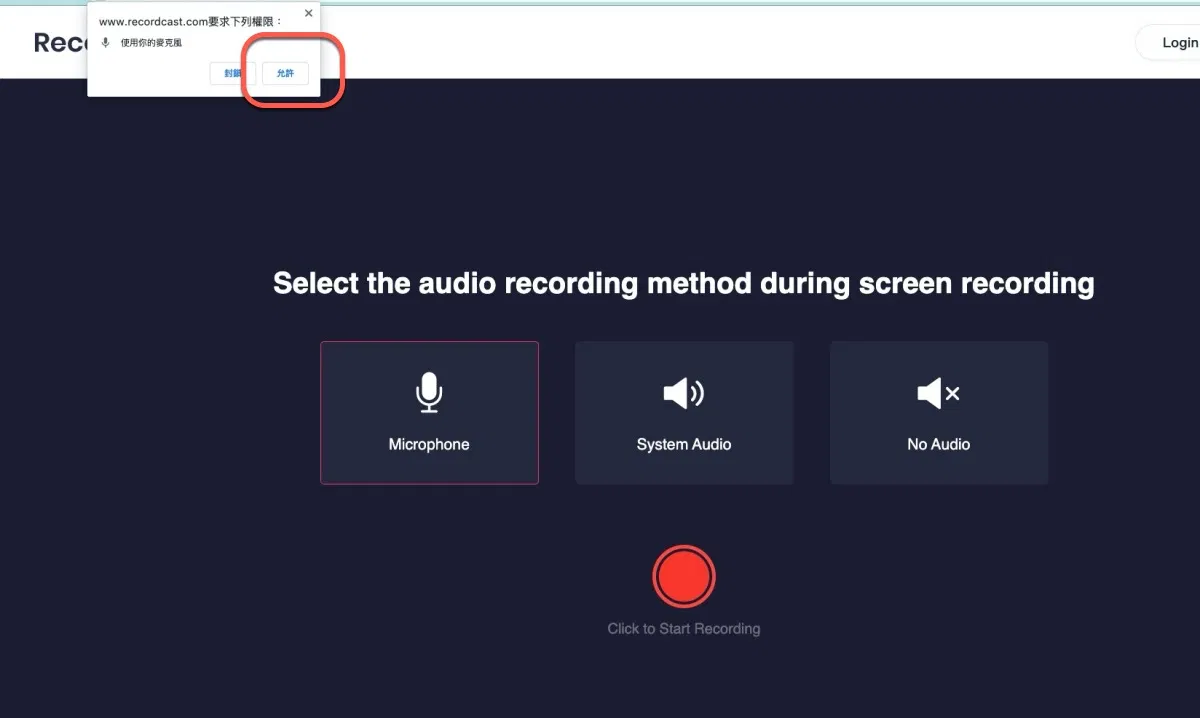 www.recordcast.com要求下列權限：
使用你的麥克風
封鎖
允許
Login
Select the audio recording method during screen recording
Microphone
System Audio
No Audio
Click to Start Recording